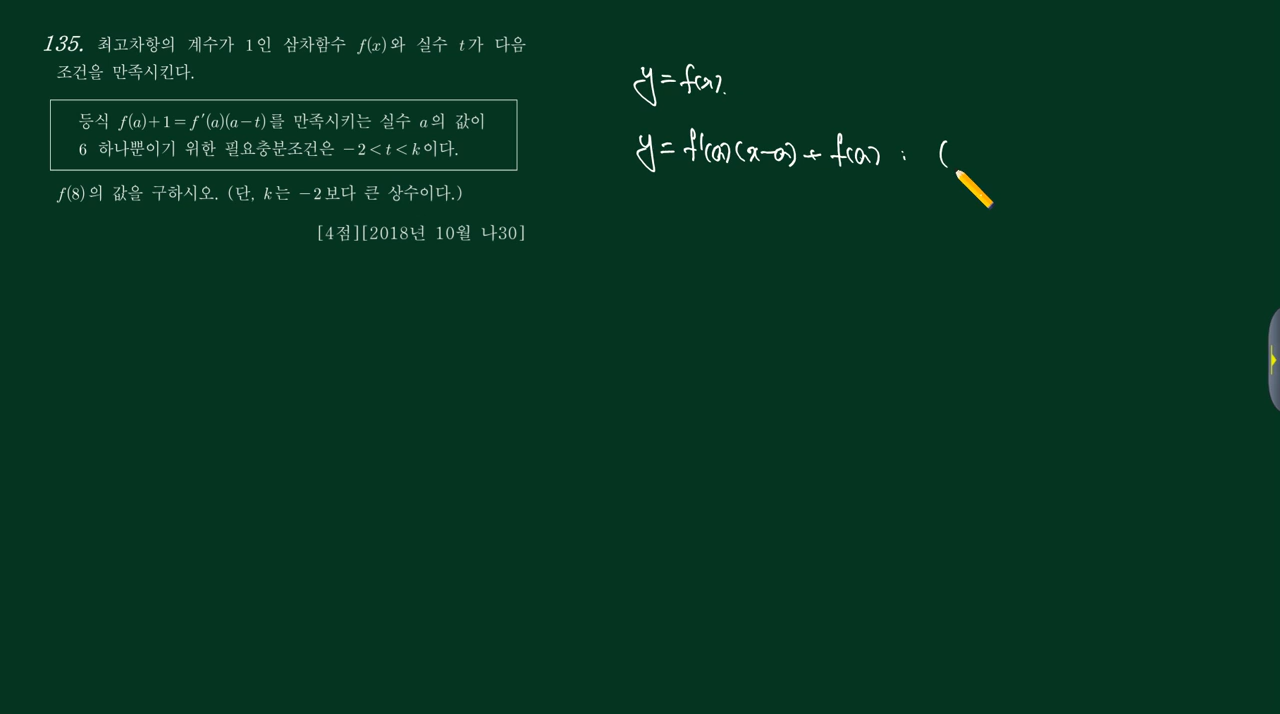 135. 최고차항의 계수가 1인 삼차함수 f(x)와 실수 t가 다음
조건을 만족시킨다.
등식 f(a)+1=f'(a)(a-t)를 만족시키는 실수 a의 값이
6 하나뿐이기 위한 필요충분조건은 -2<t<k이다.
f(8)의 값을 구하시오. (단, k는 -2보다 큰 상수이다.)
[4점][2018년 10월 나30]
y=f(x).
y=f'(a)(x-a)+f(a) : (